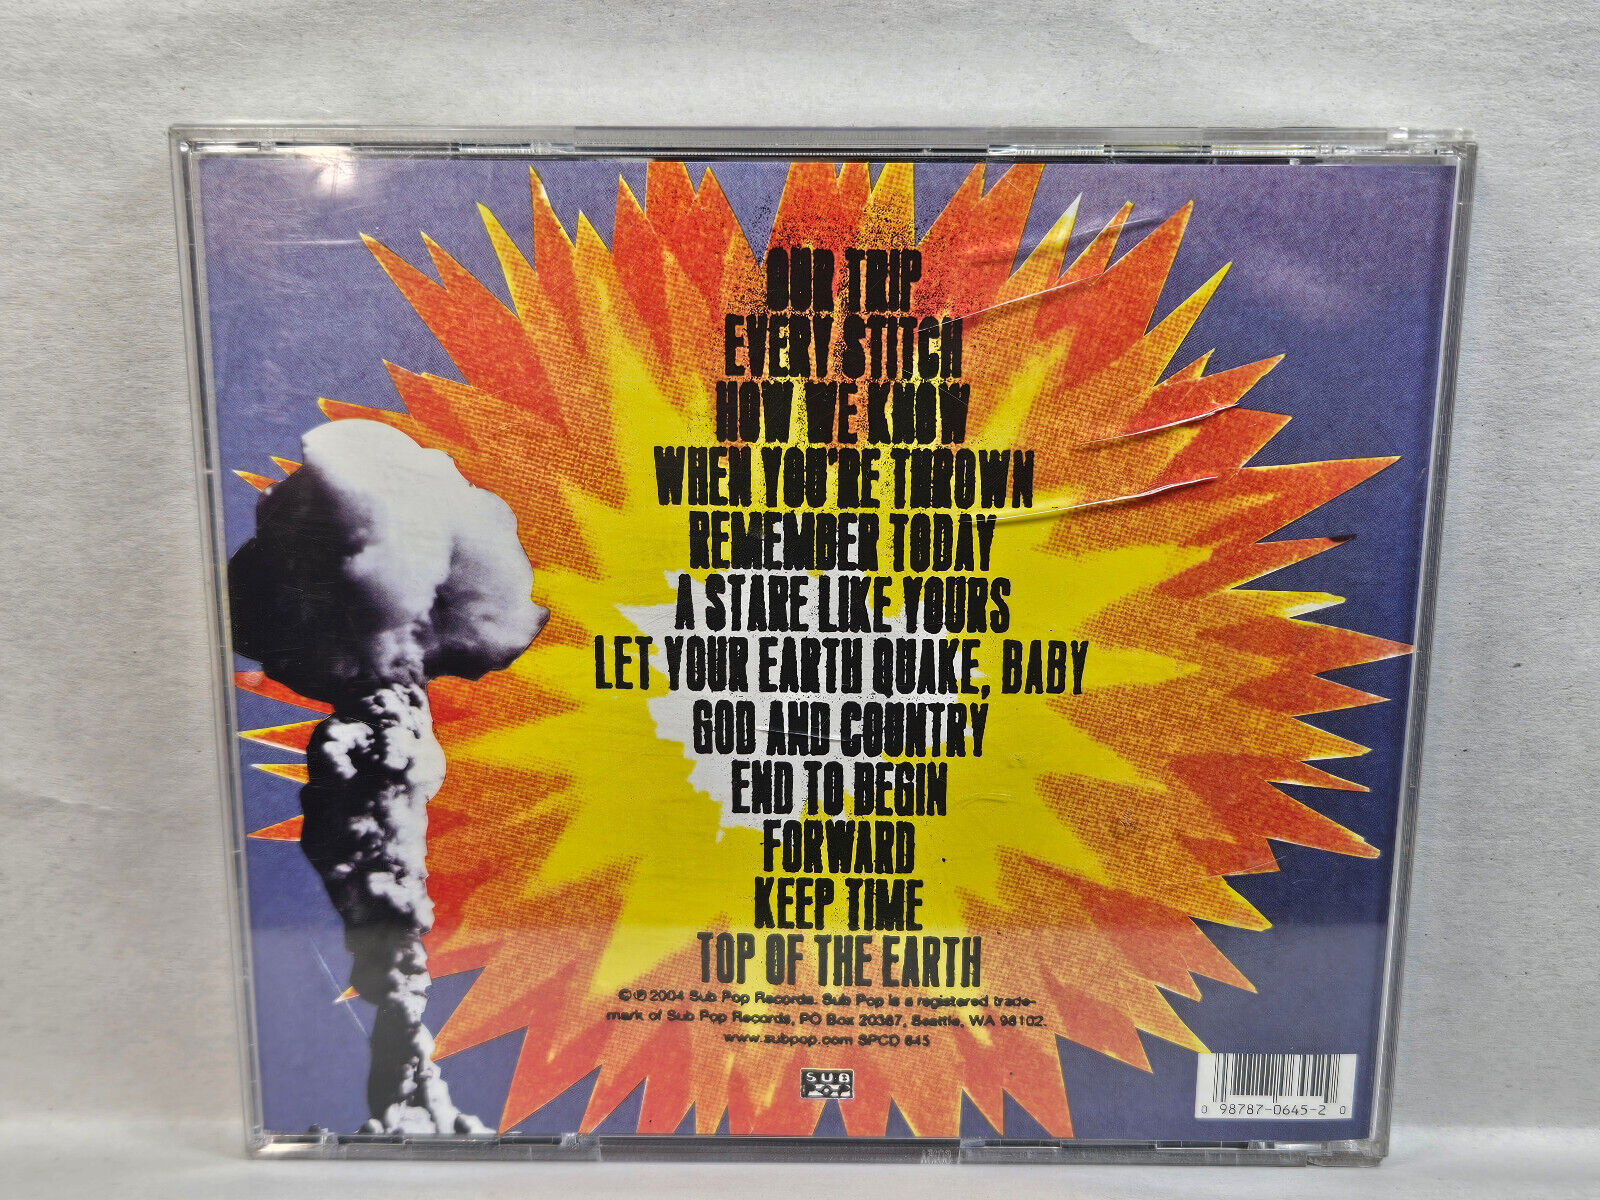 OUR TRIP
EVERY STITCH
HOW WE KNOW
WHEN YOU'RE THROWN
REMEMBER TODAY
A STARE LIKE YOURS
LET YOUR EARTH QUAKE, BABY
GOD AND COUNTRY
END TO BEGIN
FORWARD
KEEP TIME
TOP OF THE EARTH
© ℗ 2004 Sub Pop Records. Sub Pop is a registered trade-
mark of Sub Pop Records, PO Box 20367, Seattle, WA 98102.
www.subpop.com SPCD 645
SUB
POP
0 98787-0645-2 0